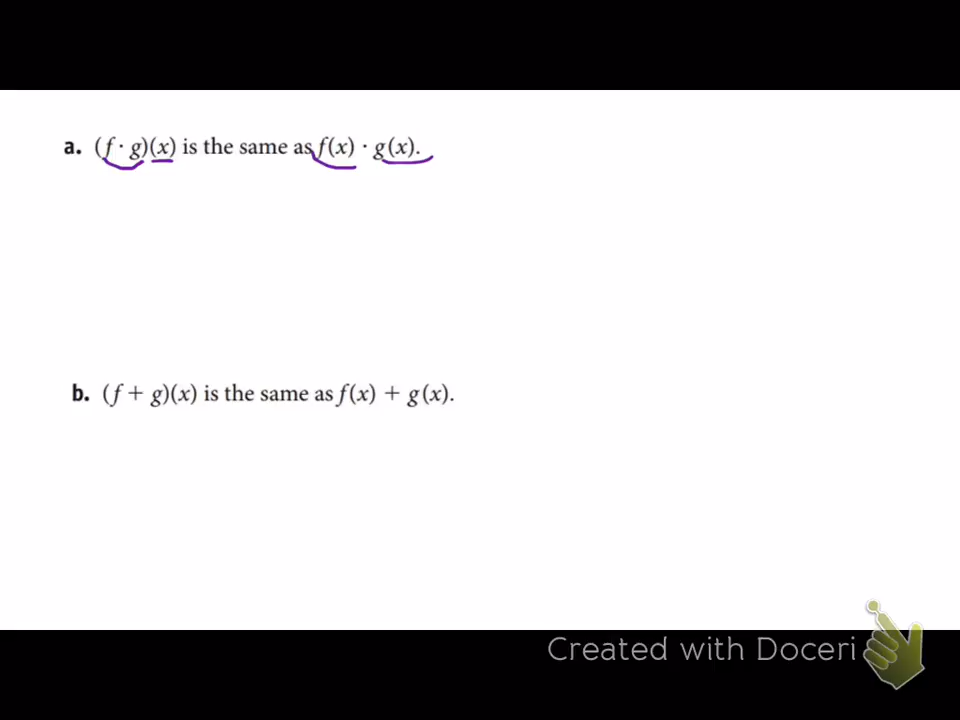 a. (f · g)(x) is the same as f(x) · g(x).
b. (f + g)(x) is the same as f(x) + g(x).
Created with Doceri